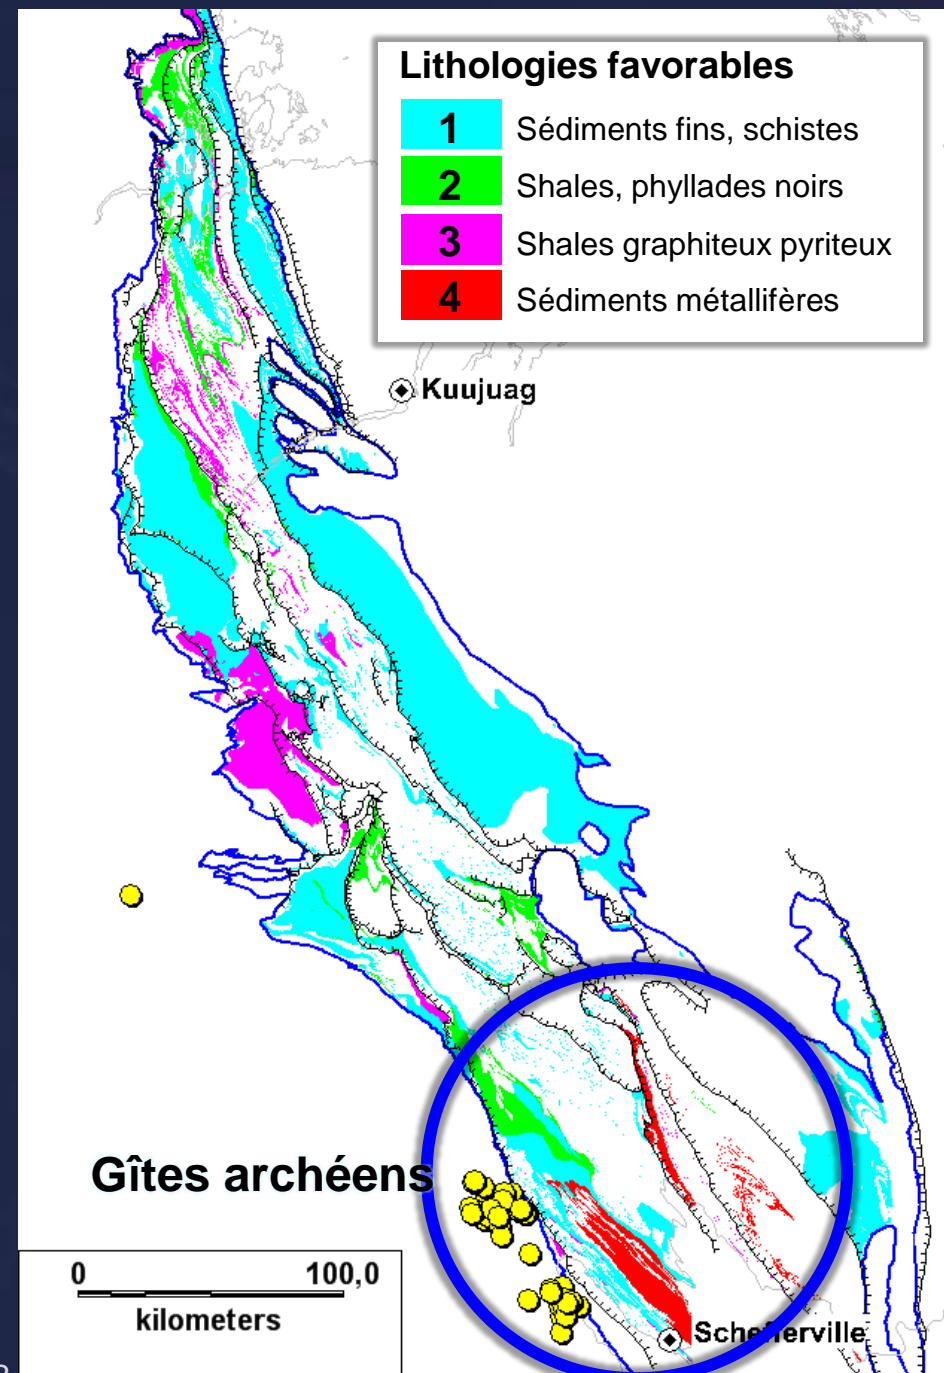 Lithologies favorables
1 Sédiments fins, schistes
2 Shales, phyllades noirs
3 Shales graphiteux pyriteux
4 Sédiments métallifères
Kuujuag
Gîtes archéens
0 100,0
kilometers
Schefferville